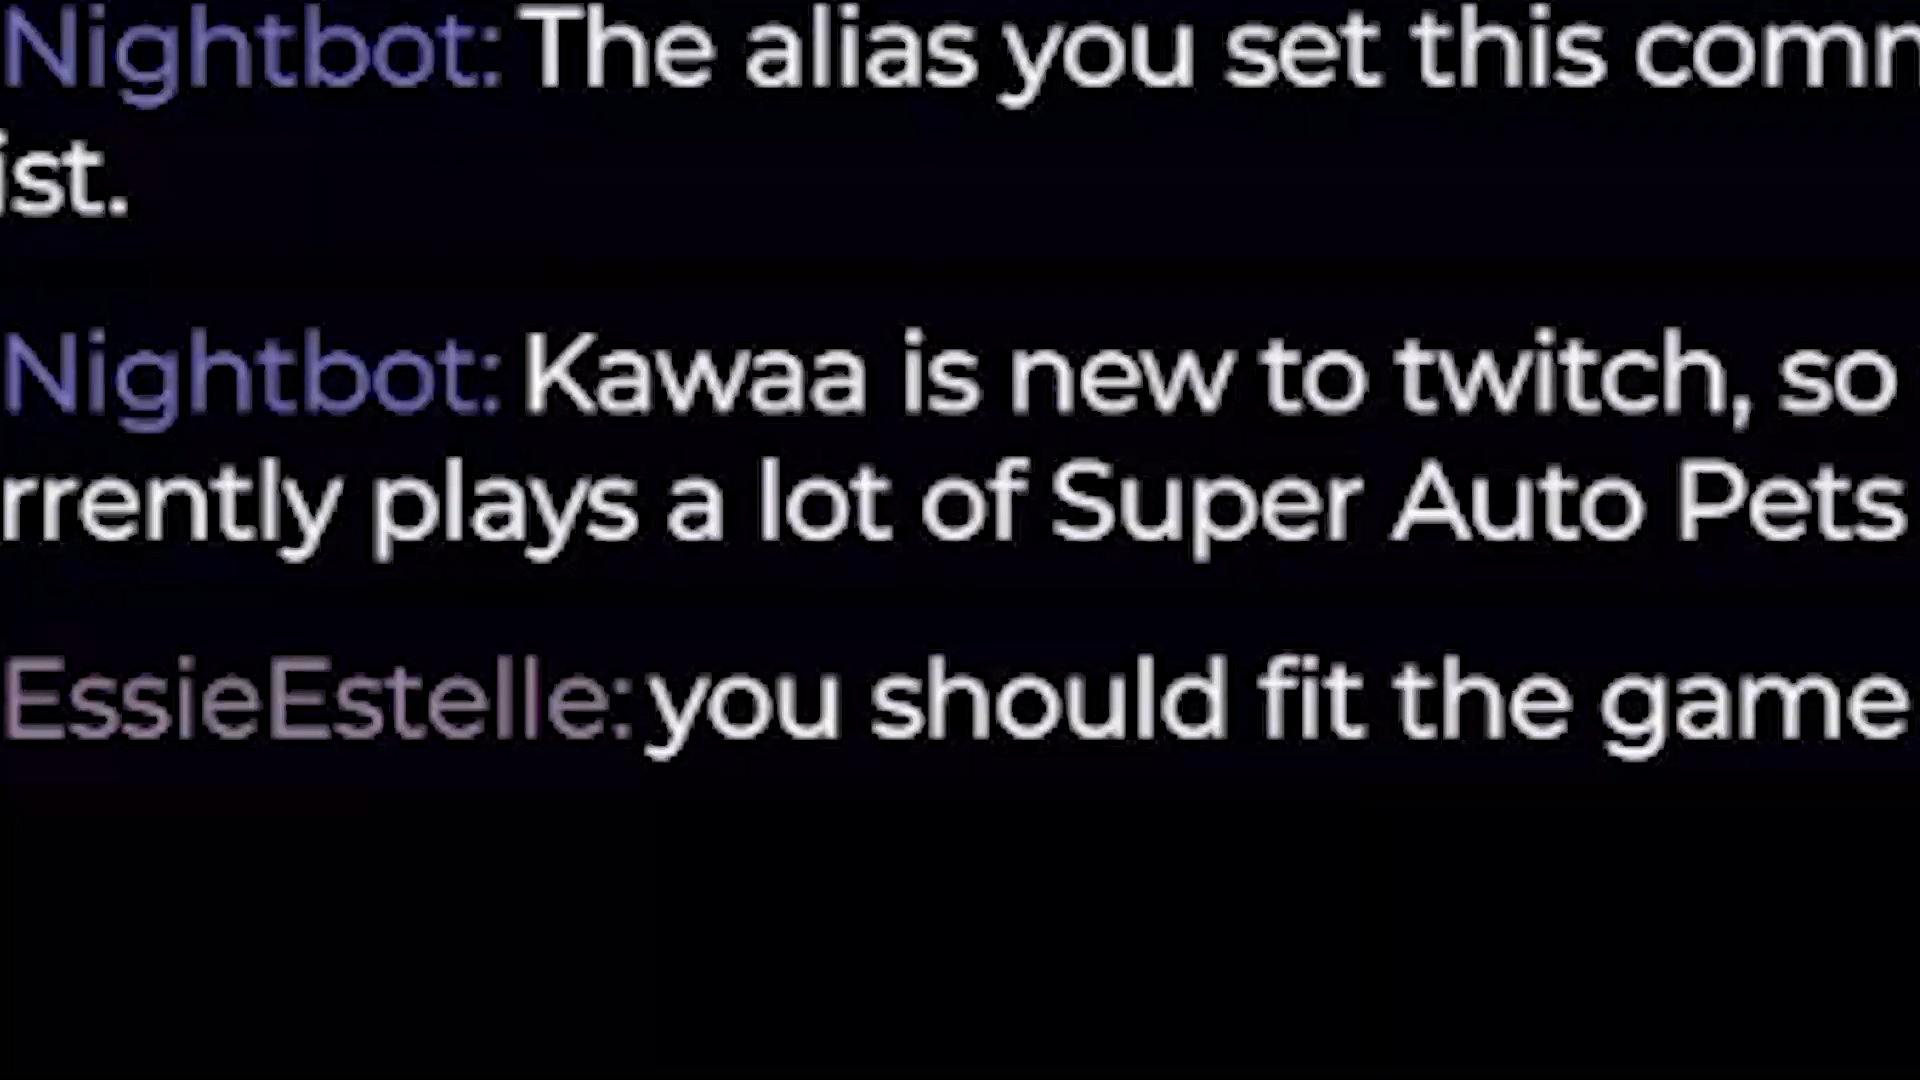 Nightbot: The alias you set this comm
ist.
Nightbot: Kawaa is new to twitch, so
rrently plays a lot of Super Auto Pets
EssieEstelle: you should fit the game